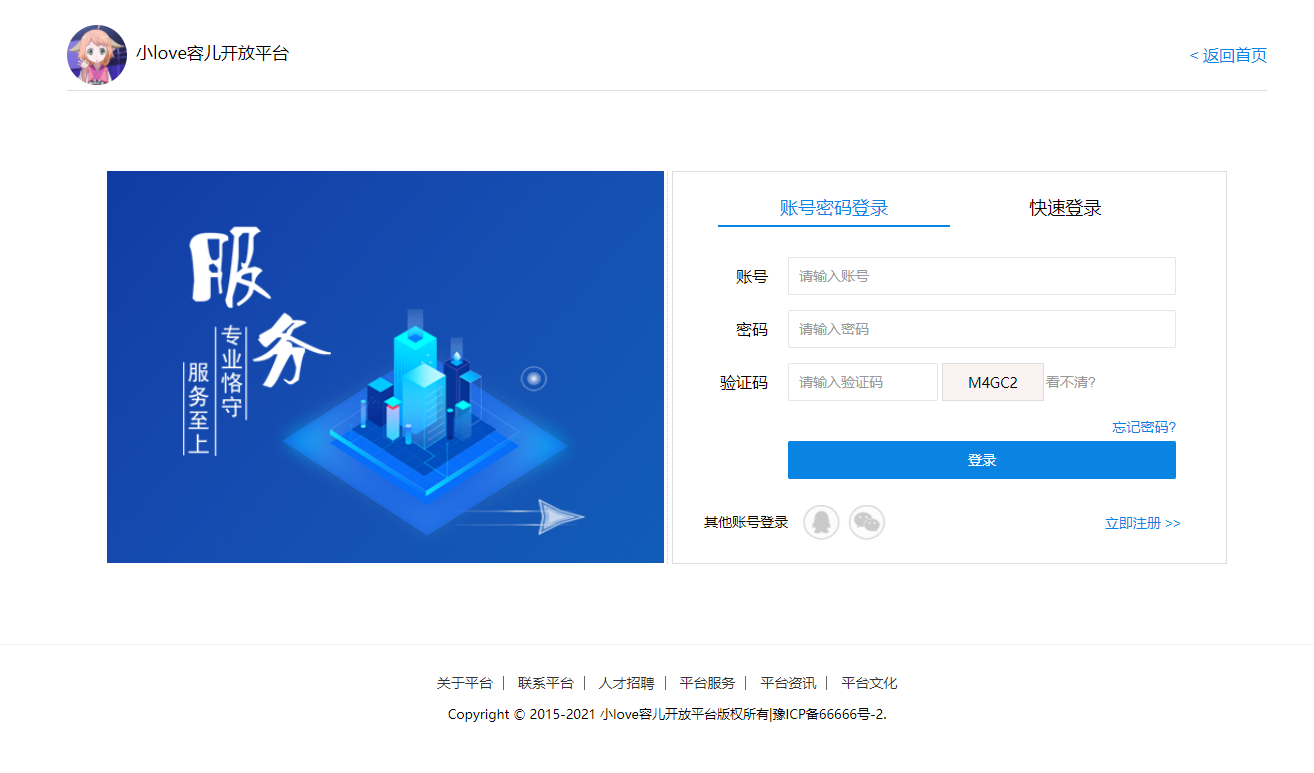 小love容儿开放平台
< 返回首页
服务
专业恪守
服务至上
账号密码登录 快速登录
账号 请输入账号
密码 请输入密码
验证码 请输入验证码 M4GC2 看不清?
忘记密码?
登录
其他账号登录 立即注册 >>
关于平台 | 联系平台 | 人才招聘 | 平台服务 | 平台资讯 | 平台文化
Copyright © 2015-2021 小love容儿开放平台版权所有|豫ICP备66666号-2.